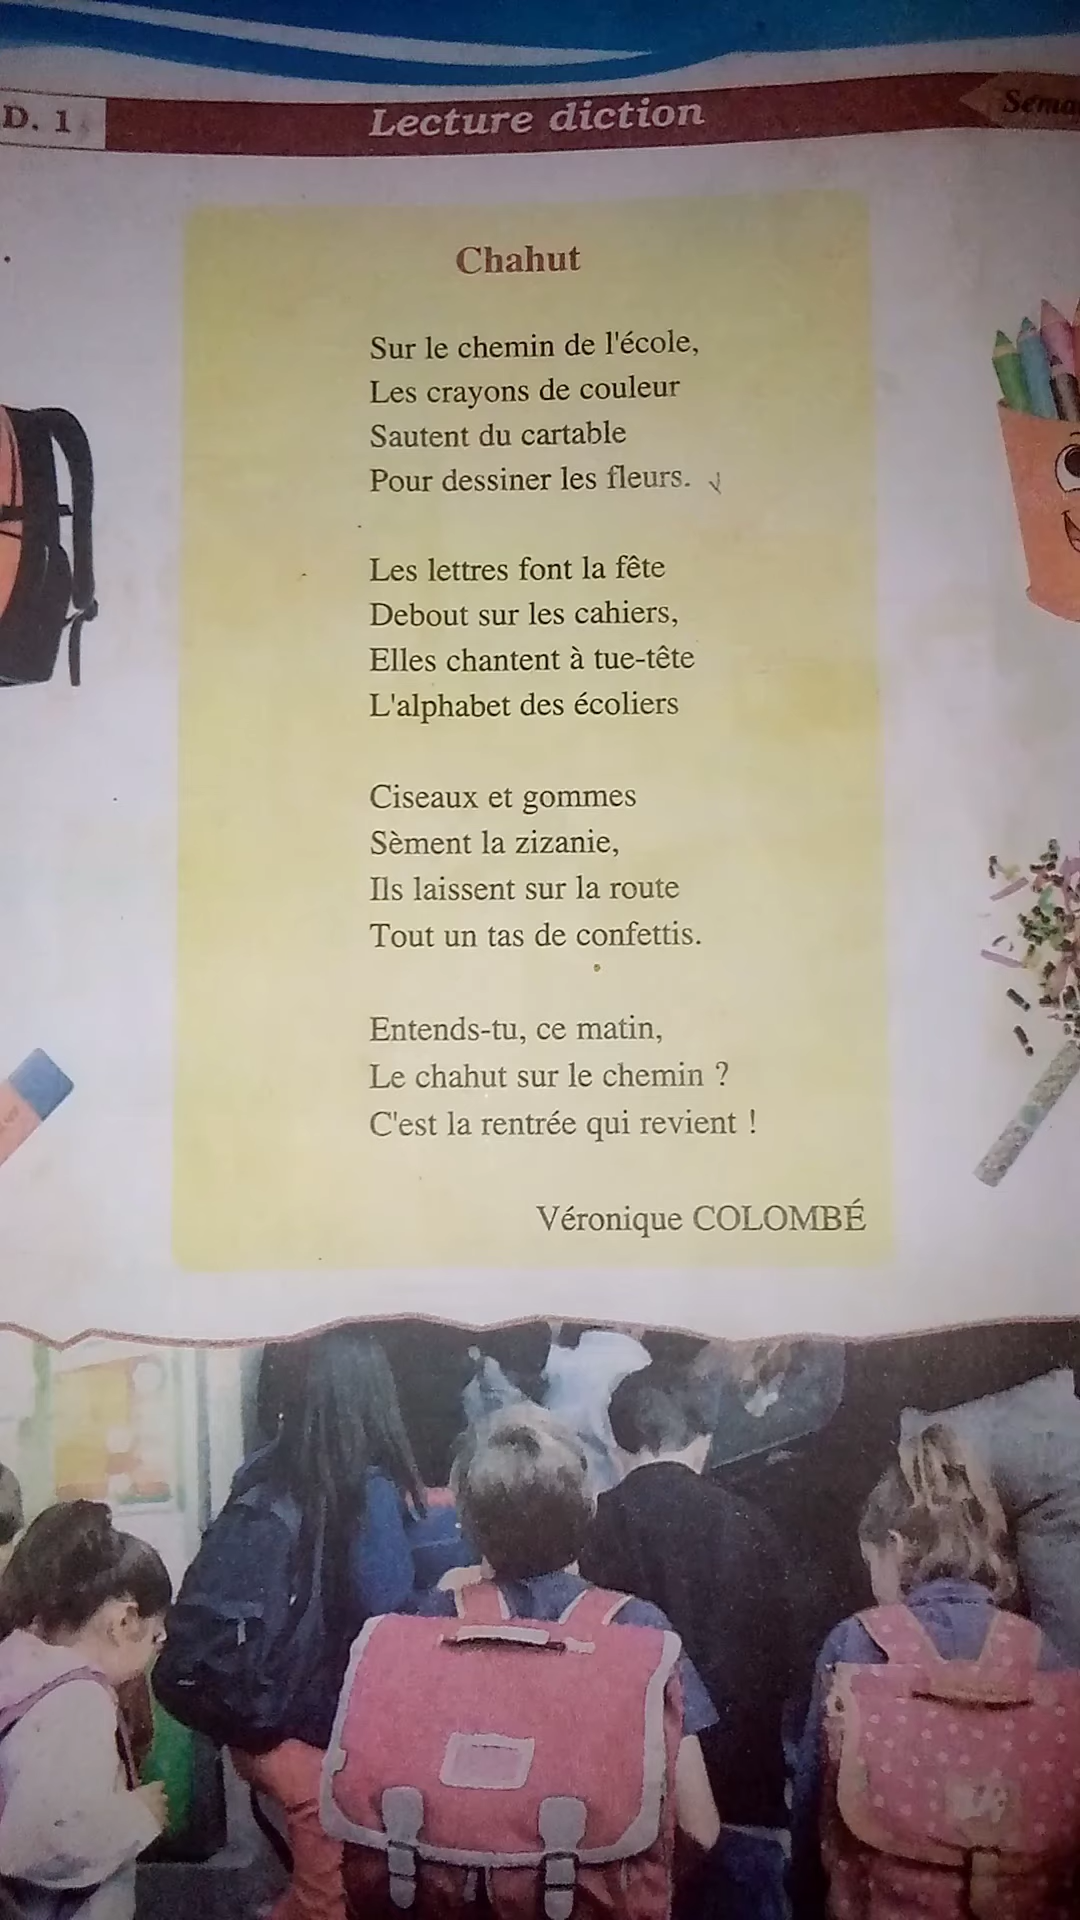 D. 1
Lecture diction
Chahut
Sur le chemin de l'école,
Les crayons de couleur
Sautent du cartable
Pour dessiner les fleurs.
Les lettres font la fête
Debout sur les cahiers,
Elles chantent à tue-tête
L'alphabet des écoliers
Ciseaux et gommes
Sèment la zizanie,
Ils laissent sur la route
Tout un tas de confettis.
Entends-tu, ce matin,
Le chahut sur le chemin ?
C'est la rentrée qui revient !
Véronique COLOMBÉ